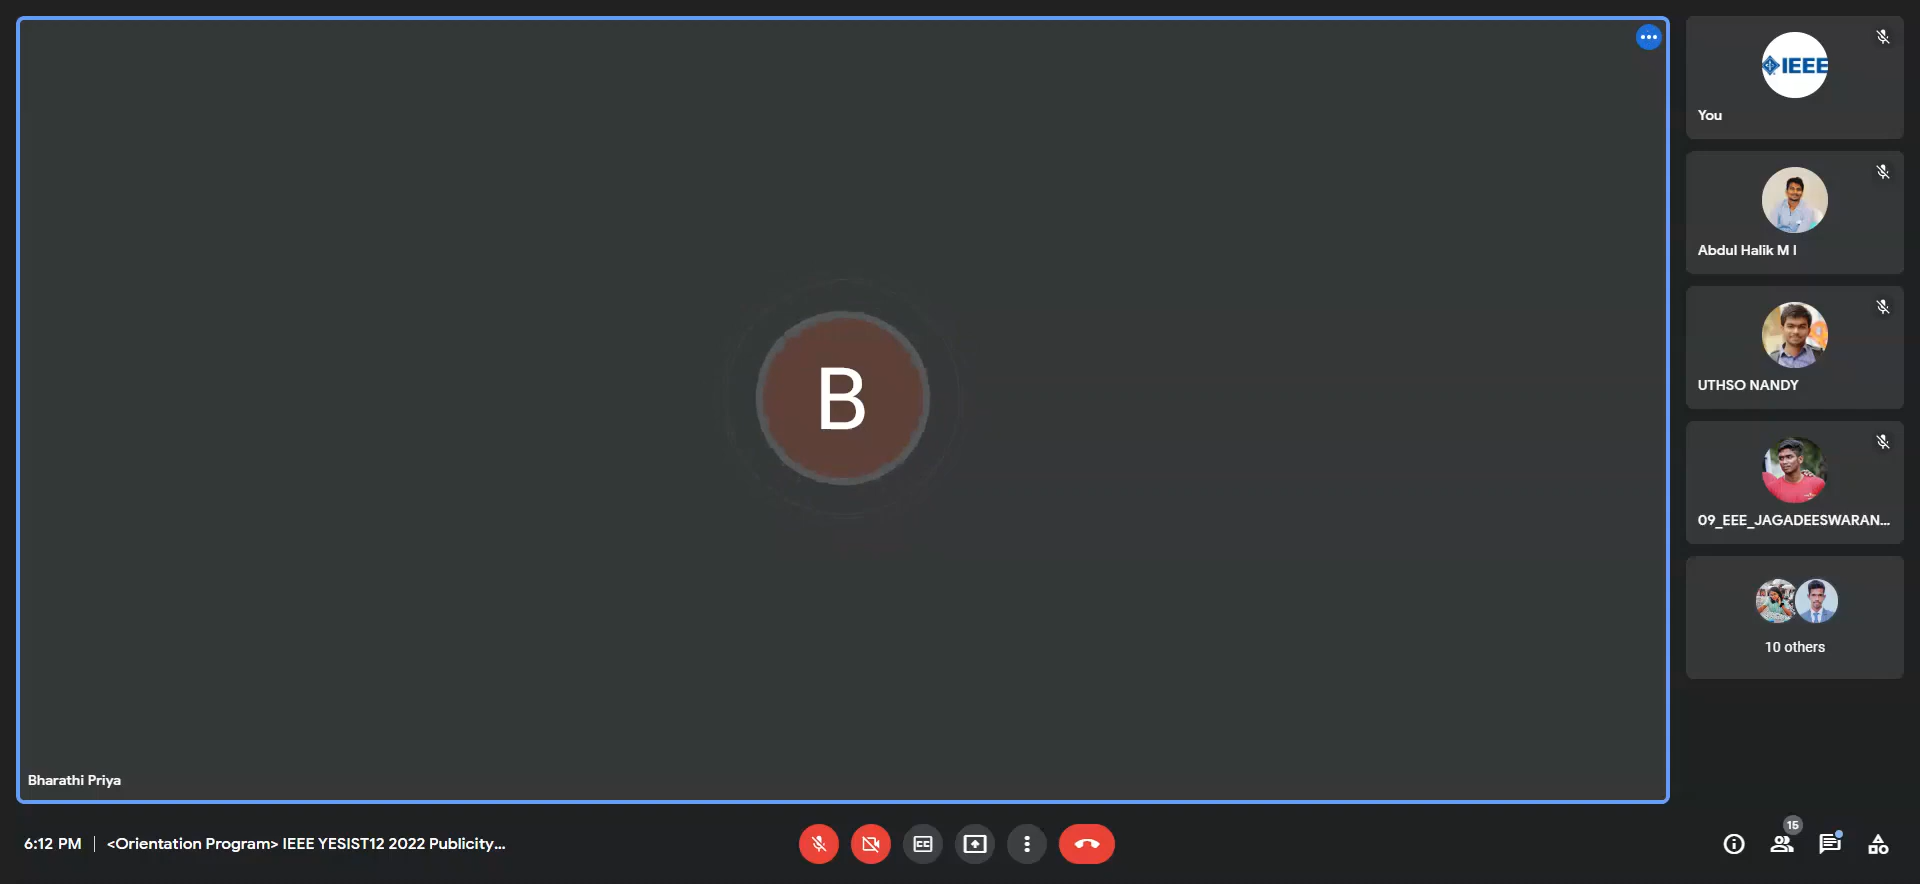 IEEE
You
Abdul Halik M I
UTHSO NANDY
09_EEE_JAGADEESWARAN...
10 others
B
Bharathi Priya
6:12 PM | <Orientation Program> IEEE YESIST12 2022 Publicity...
CC
15